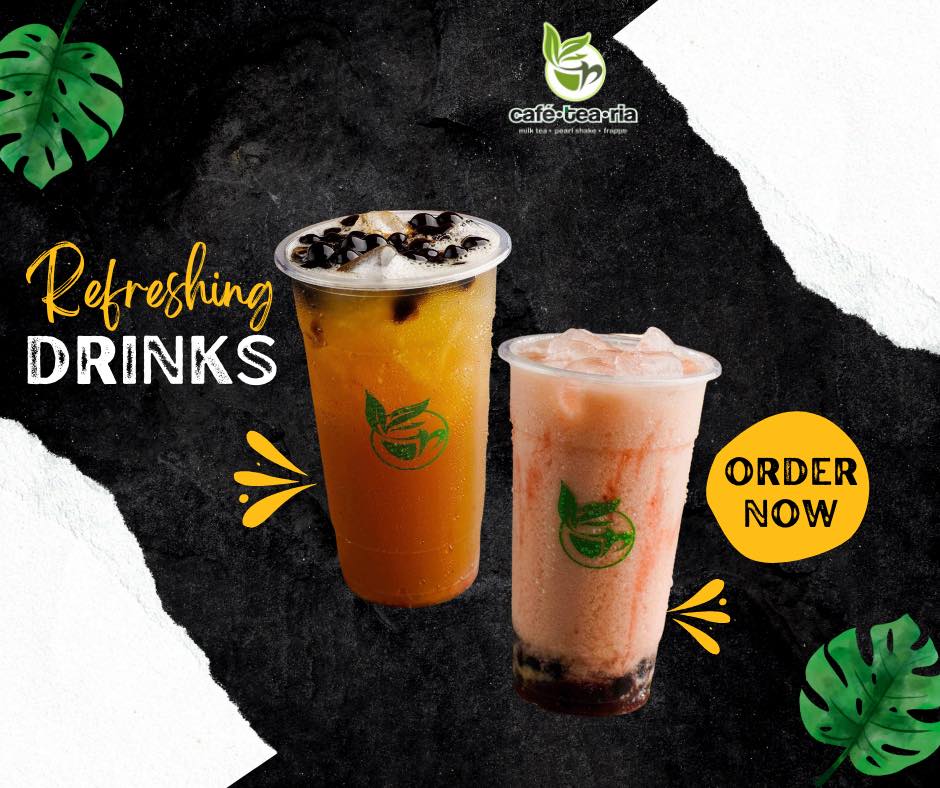 café•tea•ria
milk tea • pearl shake • frappe
Refreshing
DRINKS
ORDER
NOW